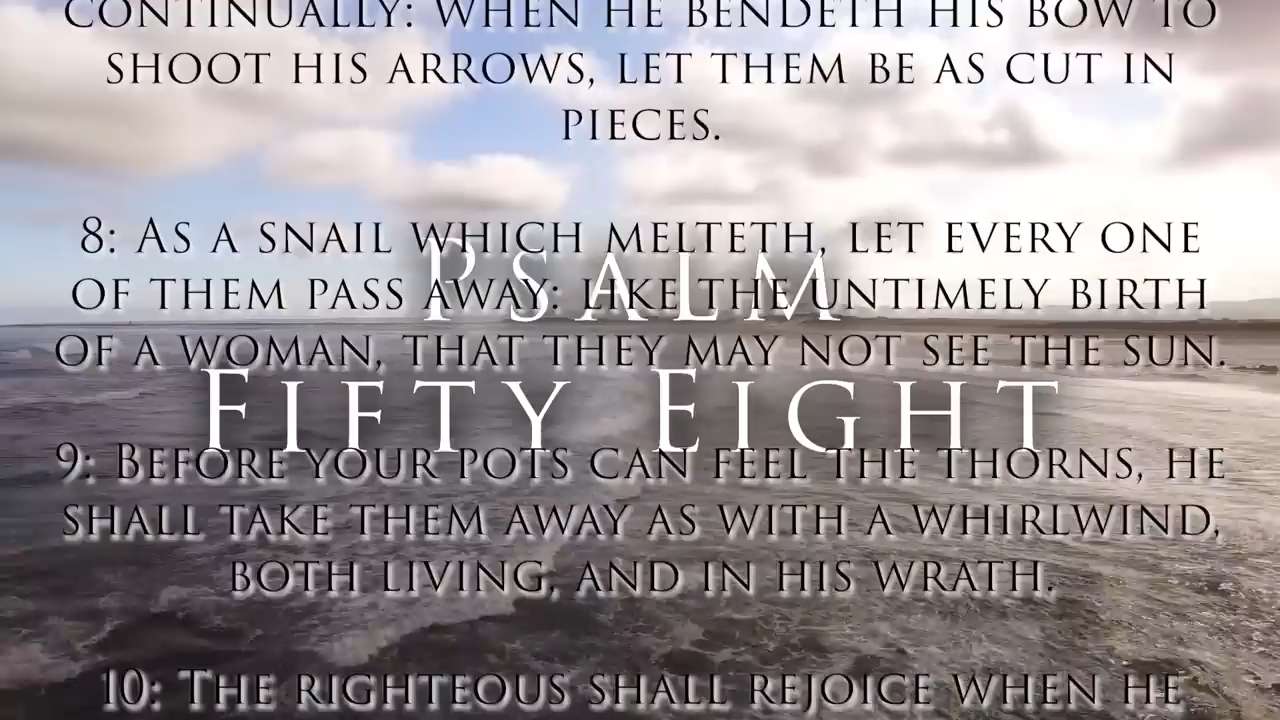 CONTINUALLY: WHEN HE BENDETH HIS BOW TO
SHOOT HIS ARROWS, LET THEM BE AS CUT IN
PIECES.
8: AS A SNAIL WHICH MELTETH, LET EVERY ONE
OF THEM PASS AWAY: LIKE THE UNTIMELY BIRTH
OF A WOMAN, THAT THEY MAY NOT SEE THE SUN.
PSALM
FIFTY EIGHT
9: BEFORE YOUR POTS CAN FEEL THE THORNS, HE
SHALL TAKE THEM AWAY AS WITH A WHIRLWIND,
BOTH LIVING, AND IN HIS WRATH.
10: THE RIGHTEOUS SHALL REJOICE WHEN HE